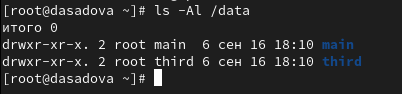 [root@dasadova ~]# ls -Al /data
итого 0
drwxr-xr-x. 2 root main  6 сен 16 18:10 main
drwxr-xr-x. 2 root third 6 сен 16 18:10 third
[root@dasadova ~]#